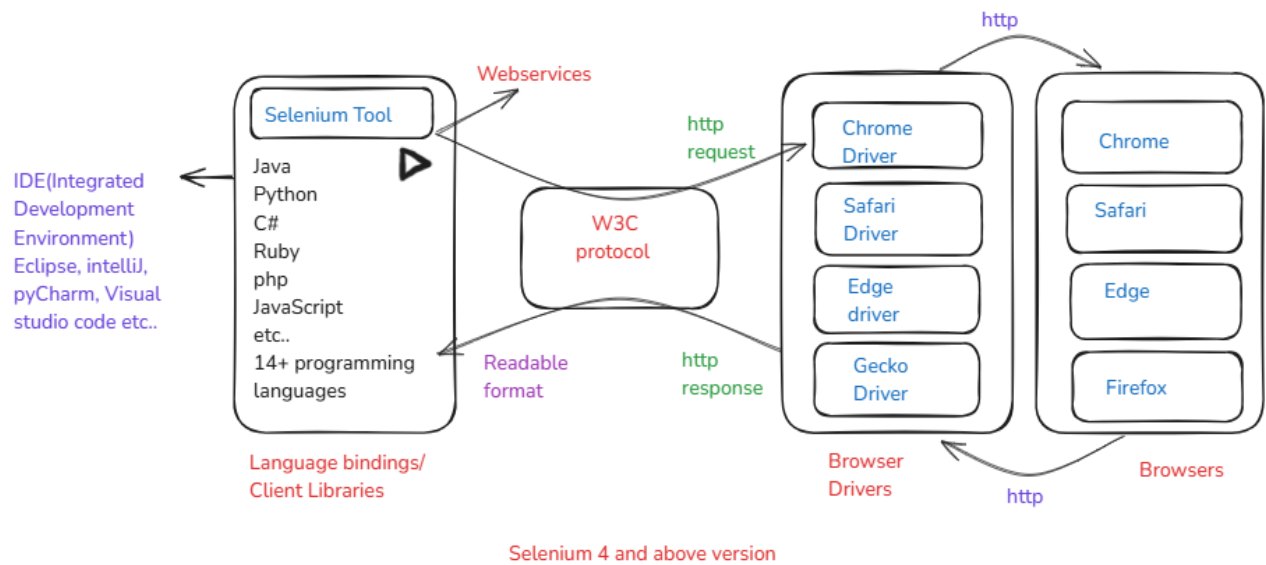 http
Webservices
Selenium Tool
Java
Python
C#
Ruby
php
JavaScript
etc..
14+ programming
languages
IDE(Integrated
Development
Environment)
Eclipse, intelliJ,
pyCharm, Visual
studio code etc..
http
request
W3C
protocol
Readable
format
http
response
Chrome
Driver
Safari
Driver
Edge
driver
Gecko
Driver
Chrome
Safari
Edge
Firefox
Language bindings/
Client Libraries
Browser
Drivers
Browsers
http
Selenium 4 and above version